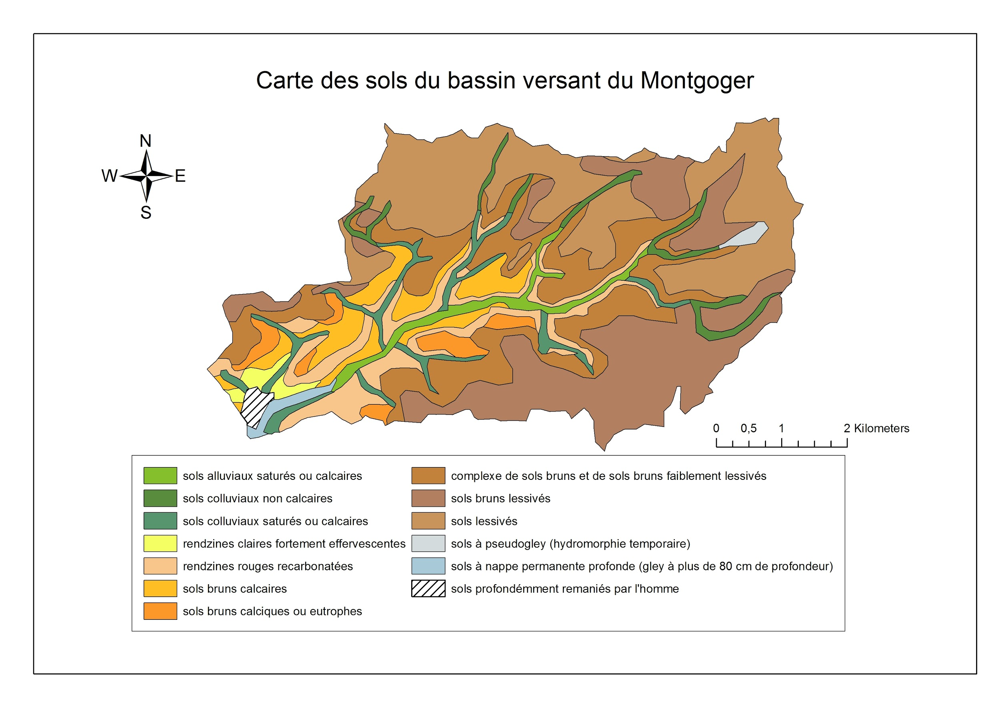 Carte des sols du bassin versant du Montgoger
N
W E
S
0 0,5 1 2 Kilometers
sols alluviaux saturés ou calcaires
sols colluviaux non calcaires
sols colluviaux saturés ou calcaires
rendzines claires fortement effervescentes
rendzines rouges recarbonatées
sols bruns calcaires
sols bruns calciques ou eutrophes
complexe de sols bruns et de sols bruns faiblement lessivés
sols bruns lessivés
sols lessivés
sols à pseudogley (hydromorphie temporaire)
sols à nappe permanente profonde (gley à plus de 80 cm de profondeur)
sols profondémment remaniés par l'homme